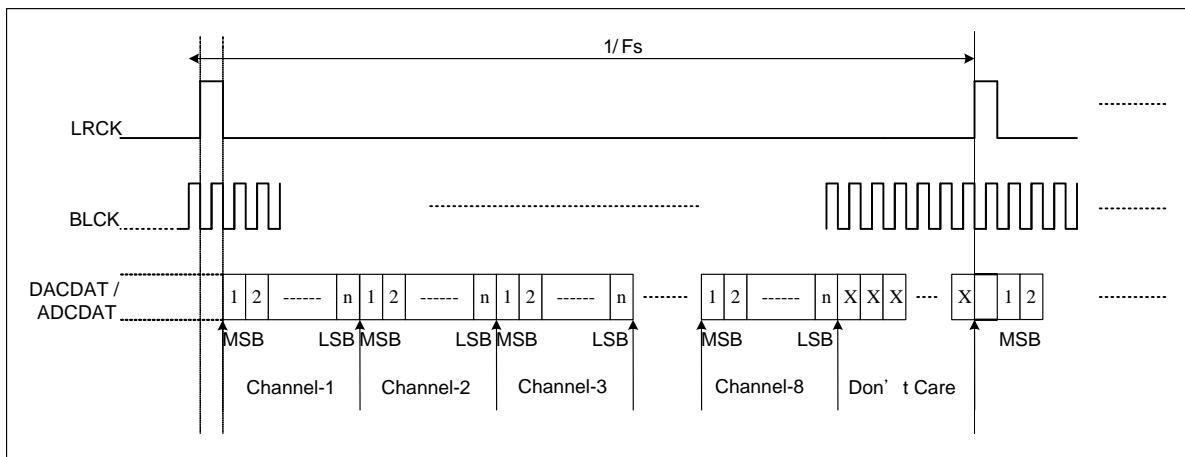 1/ Fs
LRCK
BLCK
DACDAT /
ADCDAT
1 2 ------ n 1 2 ------ n 1 2 ------ n 1 2 ------ n X X X X 1 2
MSB LSB MSB LSB MSB LSB MSB LSB MSB
Channel-1 Channel-2 Channel-3 Channel-8 Don’t Care